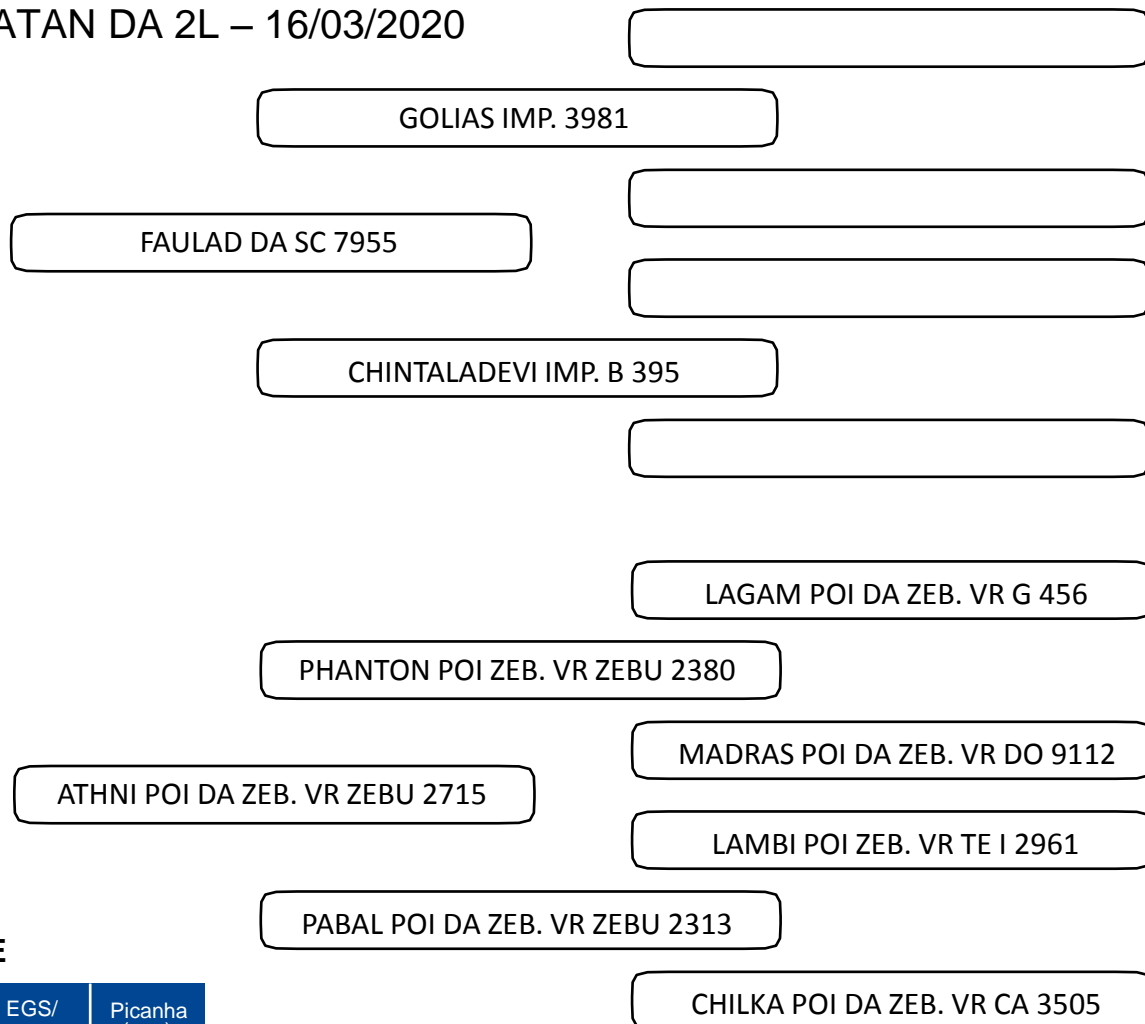 ATAN DA 2L – 16/03/2020
GOLIAS IMP. 3981
FAULAD DA SC 7955
CHINTALADEVI IMP. B 395
LAGAM POI DA ZEB. VR G 456
PHANTON POI ZEB. VR ZEBU 2380
MADRAS POI DA ZEB. VR DO 9112
ATHNI POI DA ZEB. VR ZEBU 2715
LAMBI POI ZEB. VR TE I 2961
PABAL POI DA ZEB. VR ZEBU 2313
E
CHILKA POI DA ZEB. VR CA 3505
EGS/ Picanha